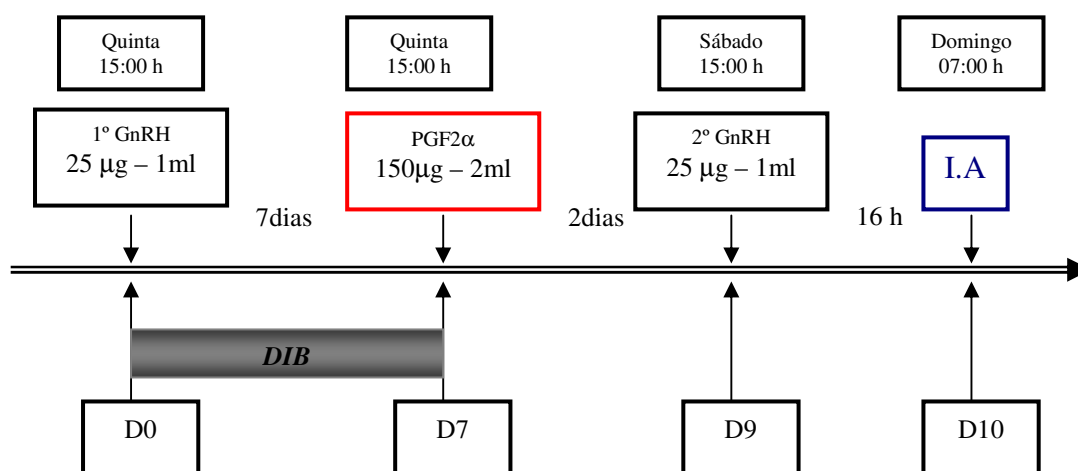 Quinta
15:00 h
Quinta
15:00 h
Sábado
15:00 h
Domingo
07:00 h
1º GnRH
25 µg – 1ml
PGF2α
150µg – 2ml
2º GnRH
25 µg – 1ml
I.A
7dias
2dias
16 h
DIB
D0
D7
D9
D10